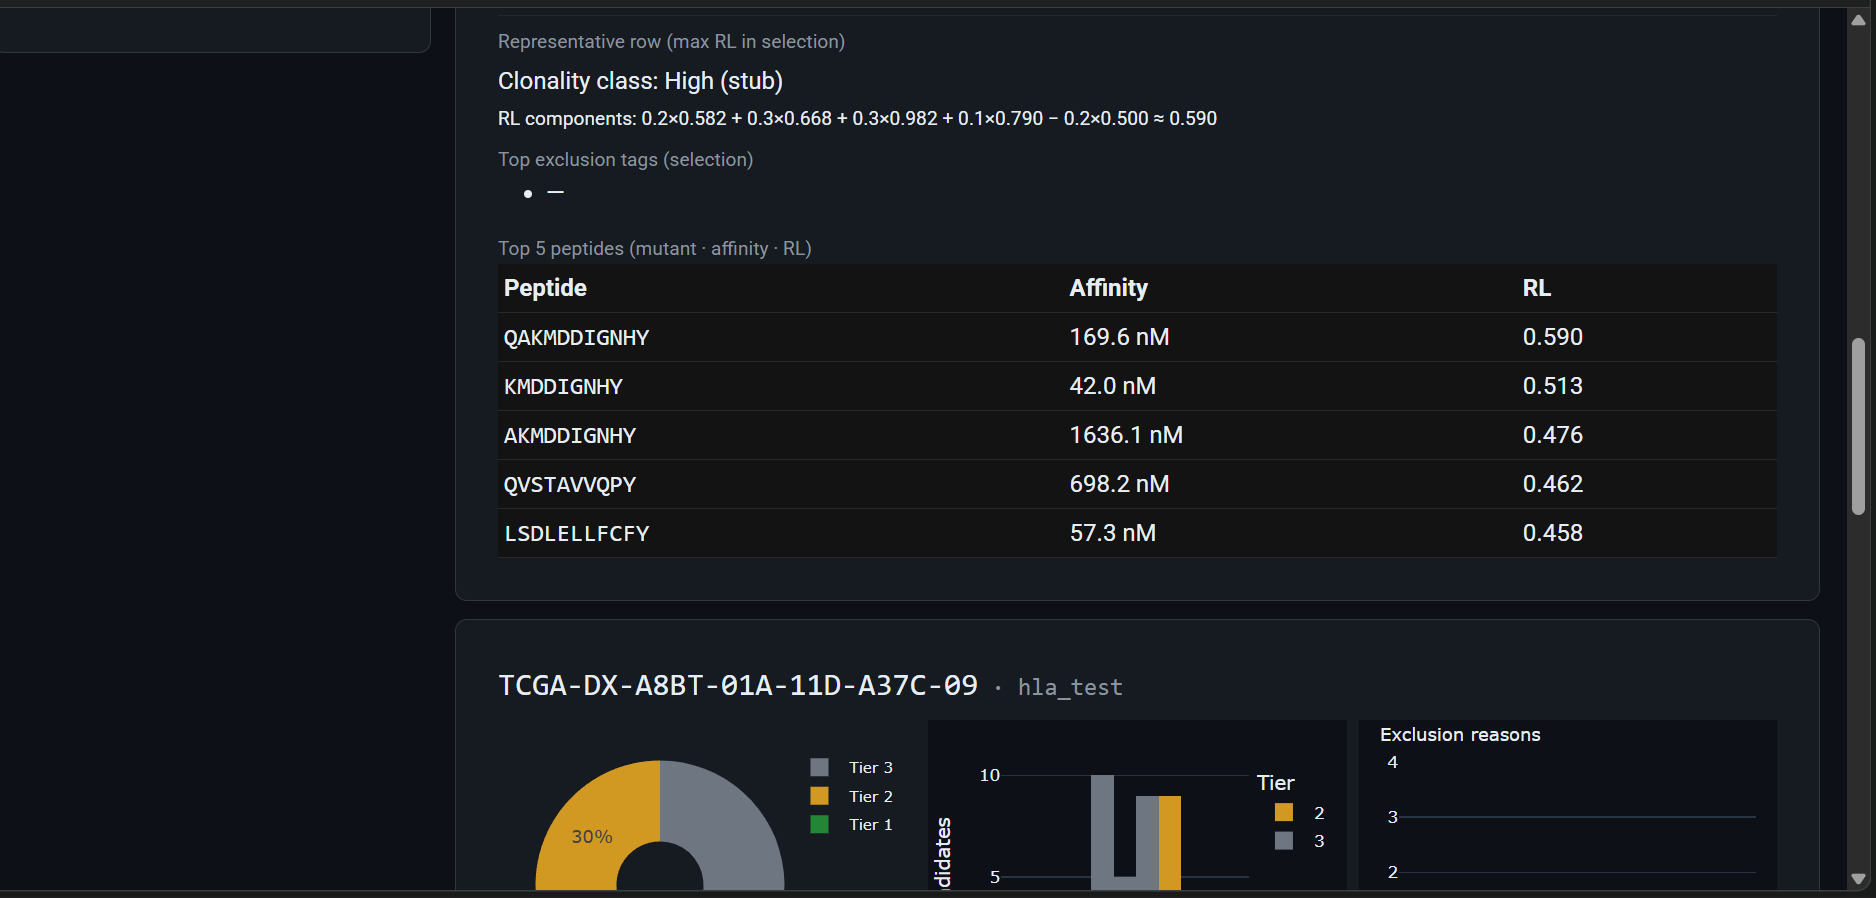 Representative row (max RL in selection)
Clonality class: High (stub)
RL components: 0.2×0.582 + 0.3×0.668 + 0.3×0.982 + 0.1×0.790 − 0.2×0.500 ≈ 0.590
Top exclusion tags (selection)
• —
Top 5 peptides (mutant · affinity · RL)
Peptide Affinity RL
QAKMDDIGNHY 169.6 nM 0.590
KMDDIGNHY 42.0 nM 0.513
AKMDDIGNHY 1636.1 nM 0.476
QVSTAVVQPY 698.2 nM 0.462
LSDLELLFCFY 57.3 nM 0.458
TCGA-DX-A8BT-01A-11D-A37C-09 · hla_test
30%
Tier 3
Tier 2
Tier 1
didates
10
5
Tier
2
3
Exclusion reasons
4
3
2